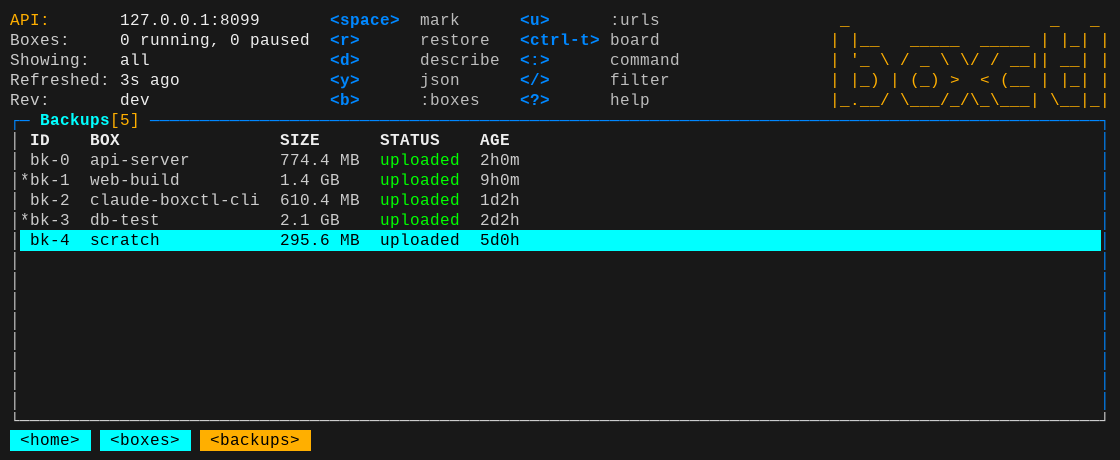 API: 127.0.0.1:8099 <space> mark <u> :urls
Boxes: 0 running, 0 paused <r> restore <ctrl-t> board
Showing: all <d> describe <:> command
Refreshed: 3s ago <y> json </> filter
Rev: dev <b> :boxes <?> help
boxctl
Backups[5]
ID BOX SIZE STATUS AGE
bk-0 api-server 774.4 MB uploaded 2h0m
*bk-1 web-build 1.4 GB uploaded 9h0m
bk-2 claude-boxctl-cli 610.4 MB uploaded 1d2h
*bk-3 db-test 2.1 GB uploaded 2d2h
bk-4 scratch 295.6 MB uploaded 5d0h
<home> <boxes> <backups>